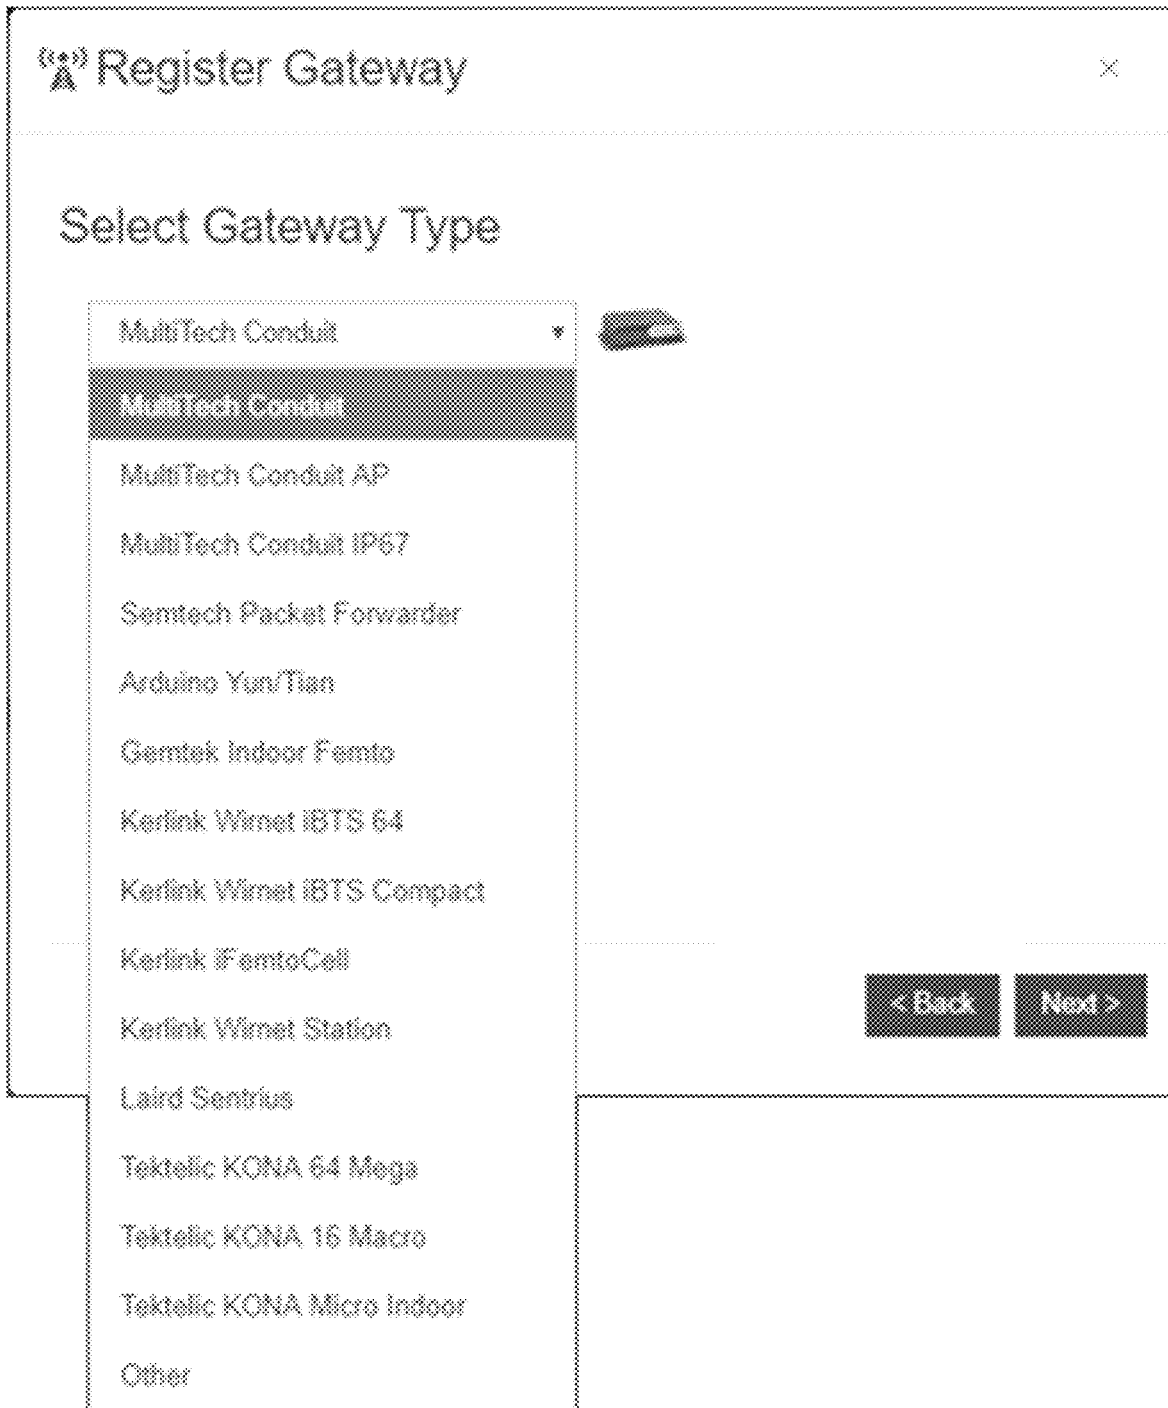 Register Gateway ×
Select Gateway Type
MultiTech Conduit
MultiTech Conduit
MultiTech Conduit AP
MultiTech Conduit IP67
Semtech Packet Forwarder
Arduino Yun/Tian
Gemtek Indoor Femto
Kerlink Wirnet iBTS 64
Kerlink Wirnet iBTS Compact
Kerlink iFemtoCell
< Back Next >
Kerlink Wirnet Station
Laird Sentrius
Tektelic KONA 64 Mega
Tektelic KONA 16 Macro
Tektelic KONA Micro Indoor
Other